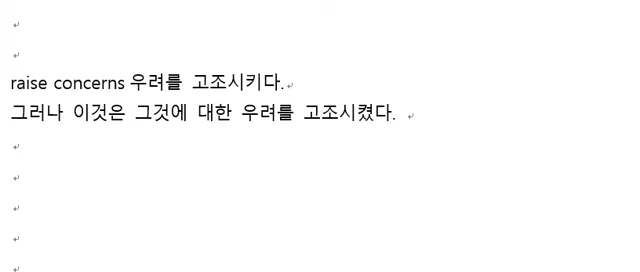 raise concerns 우려를 고조시키다.
그러나 이것은 그것에 대한 우려를 고조시켰다.